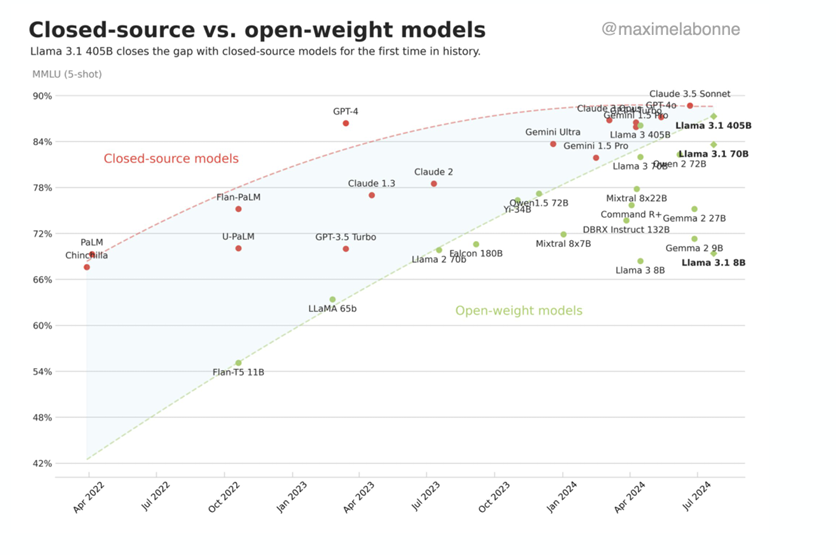 Closed-source vs. open-weight models
@maximelabonne
Llama 3.1 405B closes the gap with closed-source models for the first time in history.
MMLU (5-shot)
90%
84%
78%
72%
66%
60%
54%
48%
42%
Claude 3.5 Sonnet
GPT-4
GPT-4o
Gemini 1.5 Pro
Llama 3.1 405B
Gemini Ultra
Llama 3 405B
Closed-source models
Gemini 1.5 Pro
Llama 3.1 70B
Qwen 2 72B
Llama 3 70B
Claude 2
Claude 1.3
Flan-PaLM
Qwen1.5 72B
Yi-34B
Mixtral 8x22B
Command R+
Gemma 2 27B
DBRX Instruct 132B
PaLM
U-PaLM
GPT-3.5 Turbo
Mixtral 8x7B
Gemma 2 9B
Chinchilla
Llama 2 70b
Falcon 180B
Llama 3.1 8B
Llama 3 8B
LLaMA 65b
Open-weight models
Flan-T5 11B
Apr 2022
Jul 2022
Oct 2022
Jan 2023
Apr 2023
Jul 2023
Oct 2023
Jan 2024
Apr 2024
Jul 2024